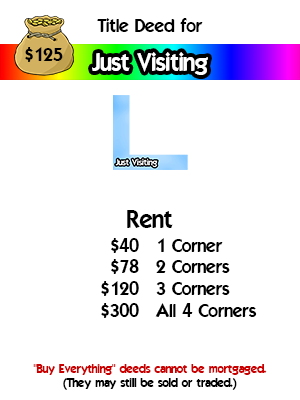 Title Deed for
$125
Just Visiting
Just Visiting
Rent
$40 1 Corner
$78 2 Corners
$120 3 Corners
$300 All 4 Corners
"Buy Everything" deeds cannot be mortgaged.
(They may still be sold or traded.)